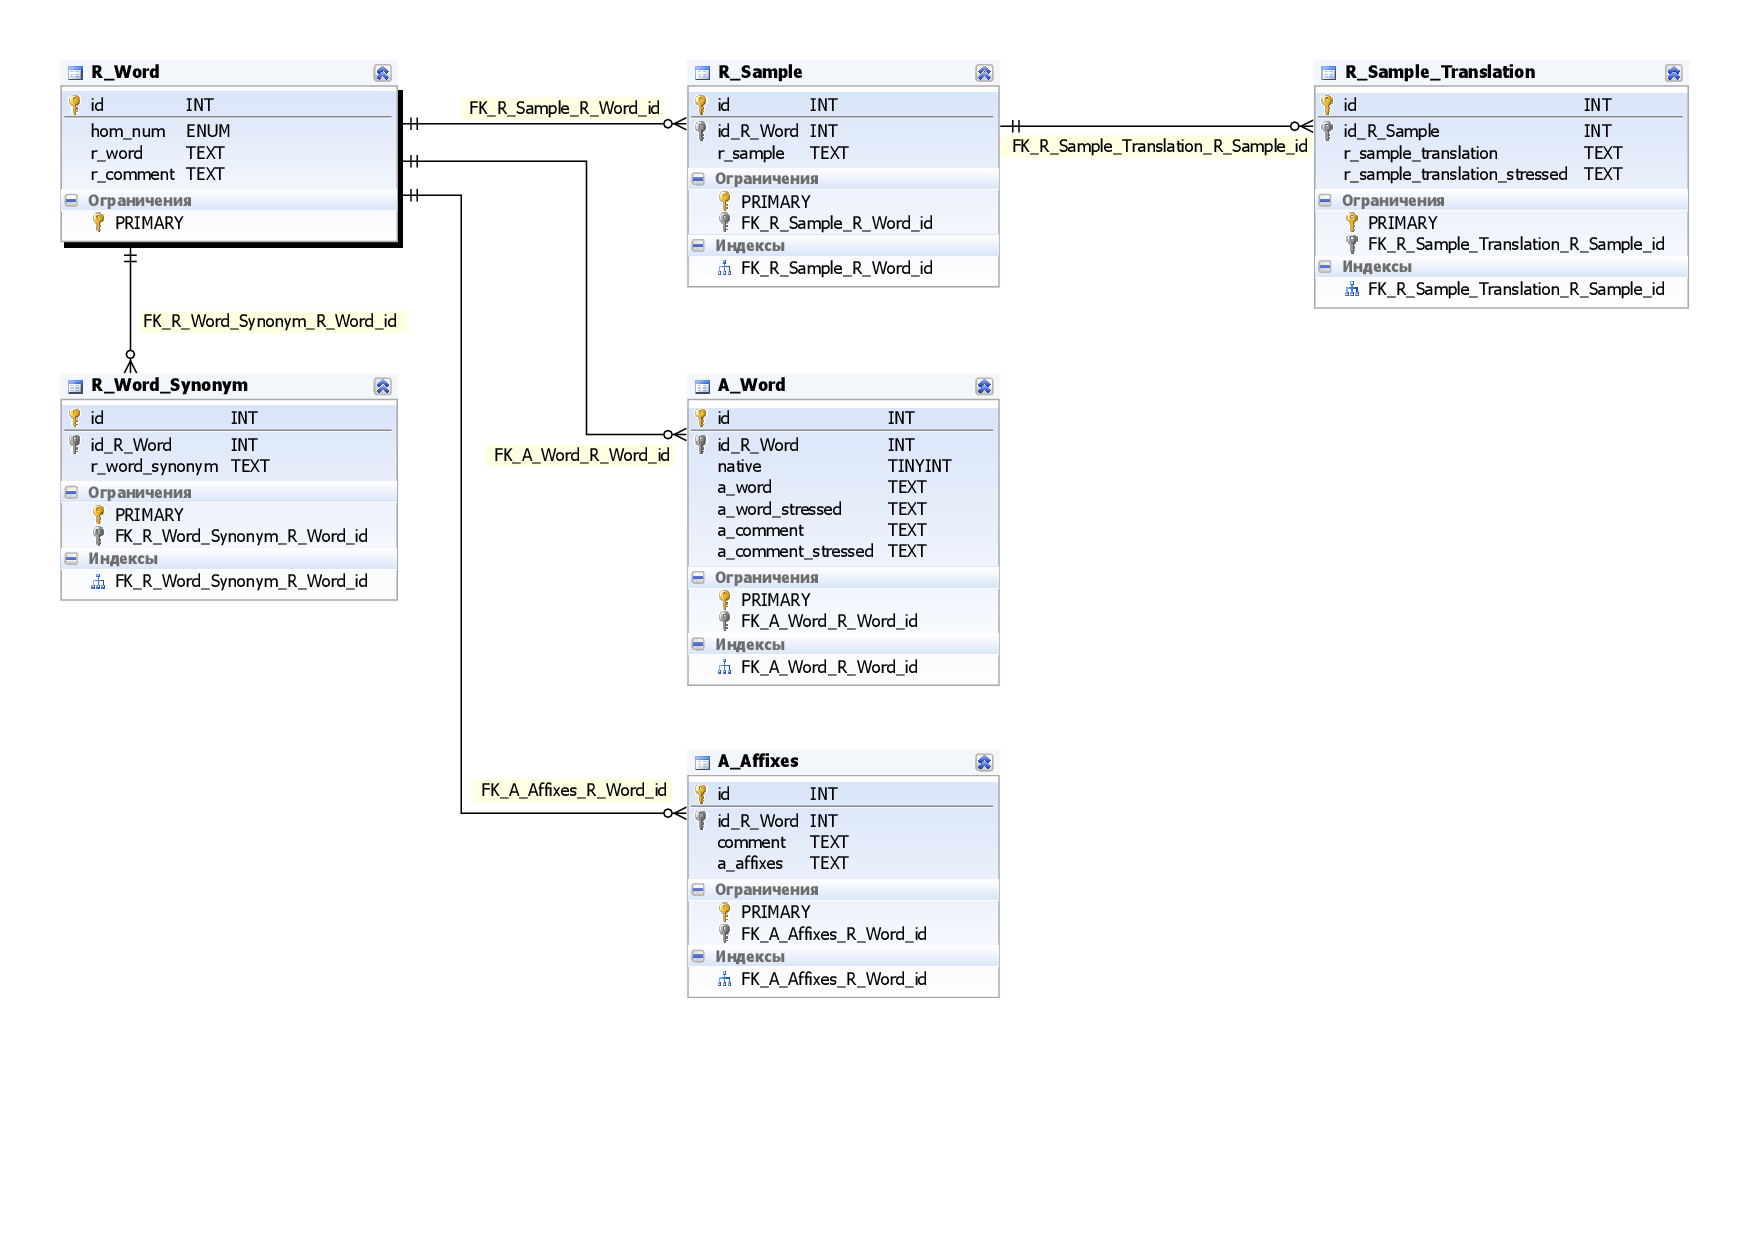 R_Word
id INT
hom_num ENUM
r_word TEXT
r_comment TEXT
Ограничения
PRIMARY
FK_R_Sample_R_Word_id
R_Sample
id INT
id_R_Word INT
r_sample TEXT
Ограничения
PRIMARY
FK_R_Sample_R_Word_id
Индексы
FK_R_Sample_R_Word_id
FK_R_Sample_Translation_R_Sample_id
R_Sample_Translation
id INT
id_R_Sample INT
r_sample_translation TEXT
r_sample_translation_stressed TEXT
Ограничения
PRIMARY
FK_R_Sample_Translation_R_Sample_id
Индексы
FK_R_Sample_Translation_R_Sample_id
FK_R_Word_Synonym_R_Word_id
R_Word_Synonym
id INT
id_R_Word INT
r_word_synonym TEXT
Ограничения
PRIMARY
FK_R_Word_Synonym_R_Word_id
Индексы
FK_R_Word_Synonym_R_Word_id
FK_A_Word_R_Word_id
A_Word
id INT
id_R_Word INT
native TINYINT
a_word TEXT
a_word_stressed TEXT
a_comment TEXT
a_comment_stressed TEXT
Ограничения
PRIMARY
FK_A_Word_R_Word_id
Индексы
FK_A_Word_R_Word_id
FK_A_Affixes_R_Word_id
A_Affixes
id INT
id_R_Word INT
comment TEXT
a_affixes TEXT
Ограничения
PRIMARY
FK_A_Affixes_R_Word_id
Индексы
FK_A_Affixes_R_Word_id